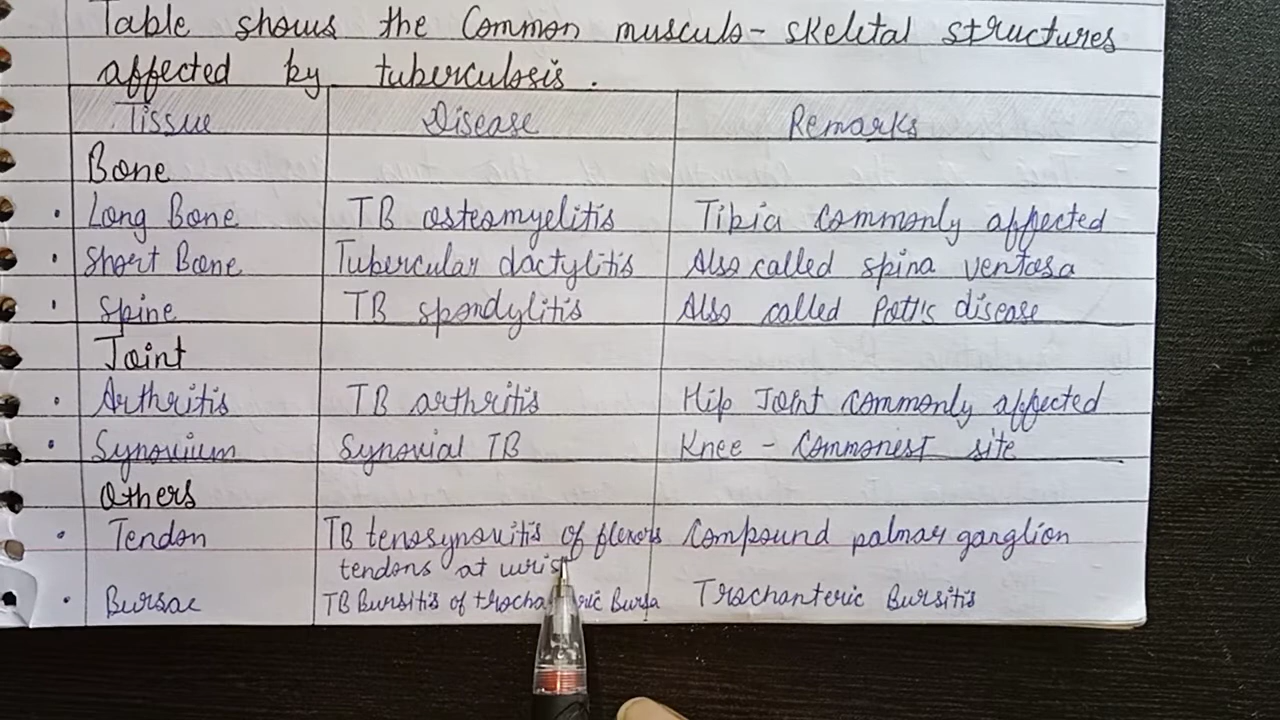 Table shows the Common musculo-skeletal structures
affected by tuberculosis.
Tissue Disease Remarks
Bone
Long Bone TB osteomyelitis Tibia commonly affected
Short Bone Tubercular dactylitis Also called spina ventosa
Spine TB spondylitis Also called Pott's disease
Joint
Arthritis TB arthritis Hip Joint commonly affected
Synovium Synovial TB Knee - Commonest site
Others
Tendon TB tenosynovitis of flexors Compound palmar ganglion
tendons at
Bursae TB Bursitis of Bursa Trochanteric Bursitis